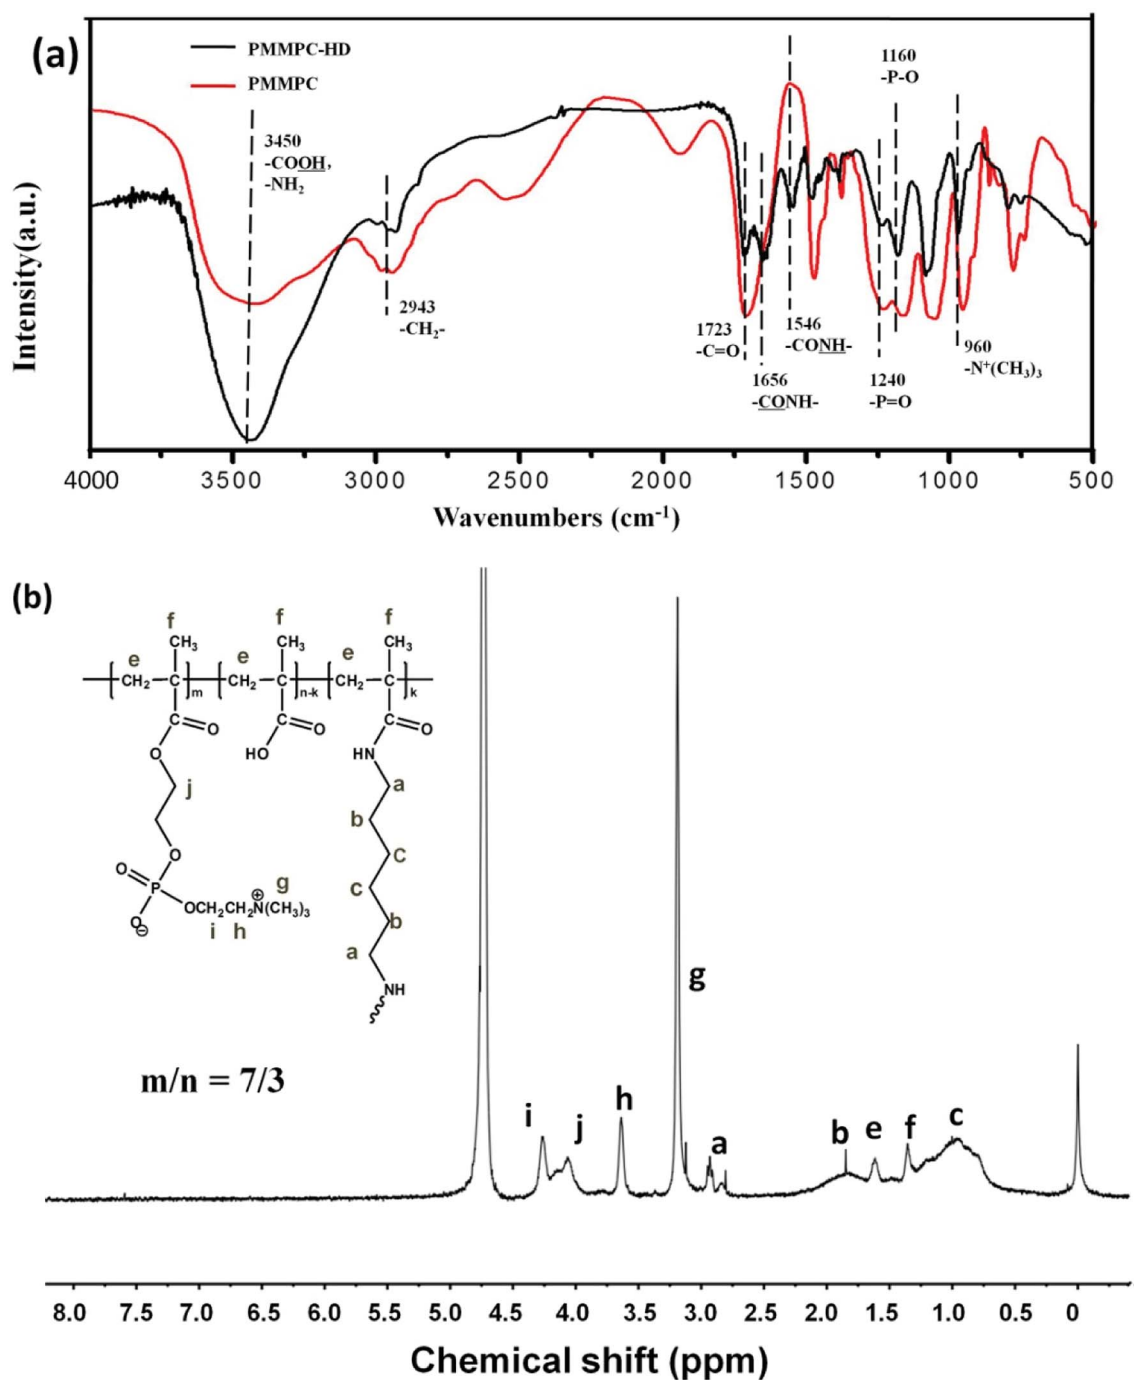 (a)
PMMPC-HD
PMMPC
3450
-COOH,
-NH₂
2943
-CH₂-
1723
-C=O
1656
-CONH-
1546
-CONH-
1160
-P-O
1240
-P=O
960
-N⁺(CH₃)₃
Intensity(a.u.)
4000 3500 3000 2500 2000 1500 1000 500
Wavenumbers (cm⁻¹)
(b)
f f f
CH₃ CH₃ CH₃
e e e
CH₂ C m CH₂ C n-k CH₂ C k
C O C O C O
O HO HN
j a
b
O c
O P c
g
O⊖ OCH₂CH₂N⊕(CH₃)₃ b
i h a
NH
m/n = 7/3
g
i j h a b e f c
8.0 7.5 7.0 6.5 6.0 5.5 5.0 4.5 4.0 3.5 3.0 2.5 2.0 1.5 1.0 0.5 0
Chemical shift (ppm)